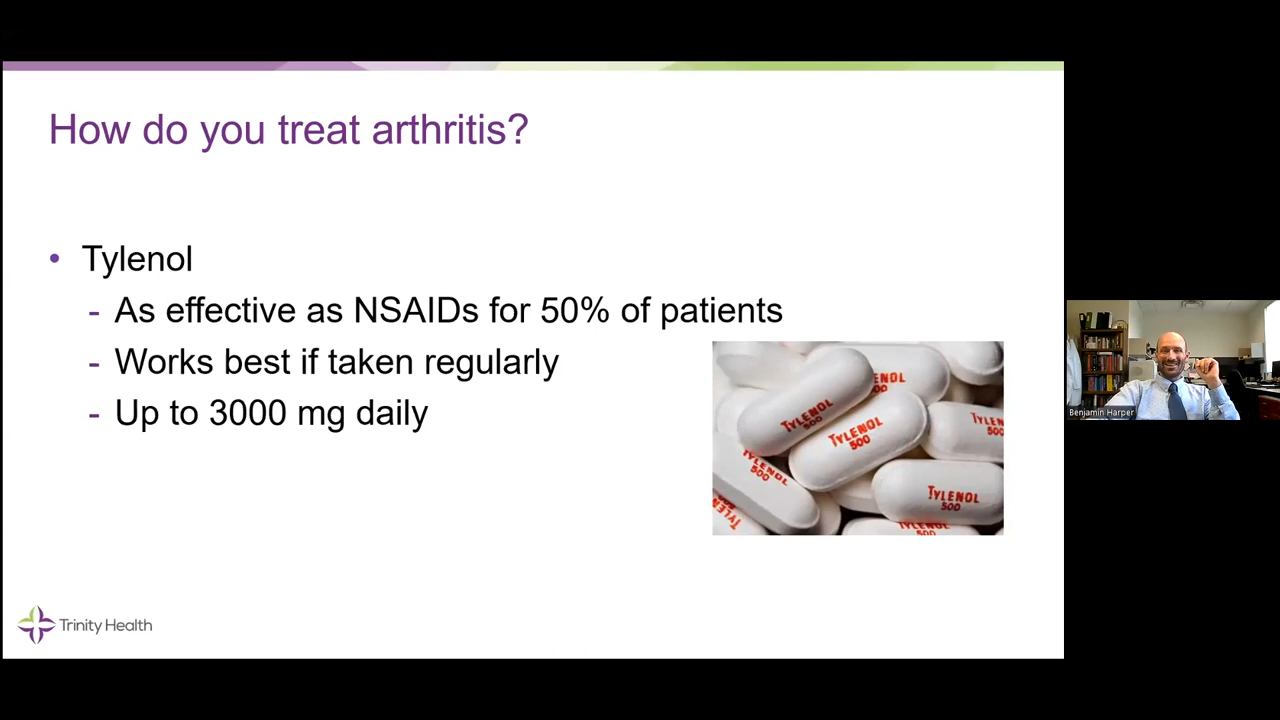 How do you treat arthritis?
• Tylenol
- As effective as NSAIDs for 50% of patients
- Works best if taken regularly
- Up to 3000 mg daily
TYLENOL
500
TYLENOL
500
TYLENOL
500
TYLENOL
500
Trinity Health
Benjamin Harper